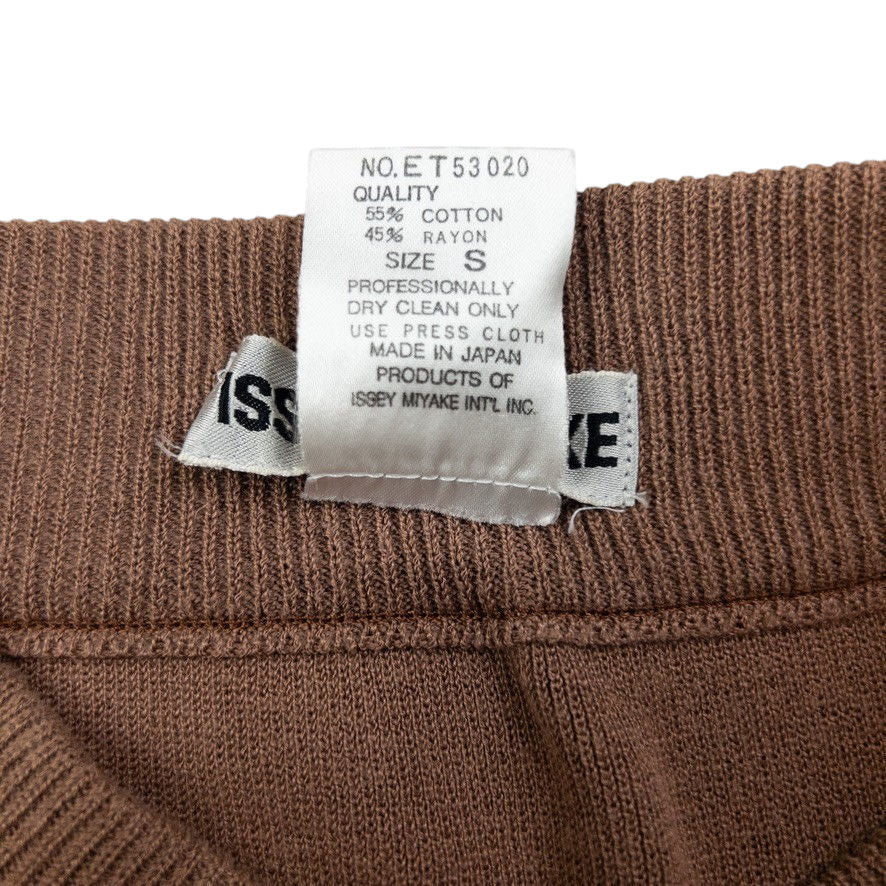 NO. ET53020
QUALITY
55% COTTON
45% RAYON
SIZE S
PROFESSIONALLY
DRY CLEAN ONLY
USE PRESS CLOTH
MADE IN JAPAN
PRODUCTS OF
ISSEY MIYAKE INT'L INC.
ISS KE